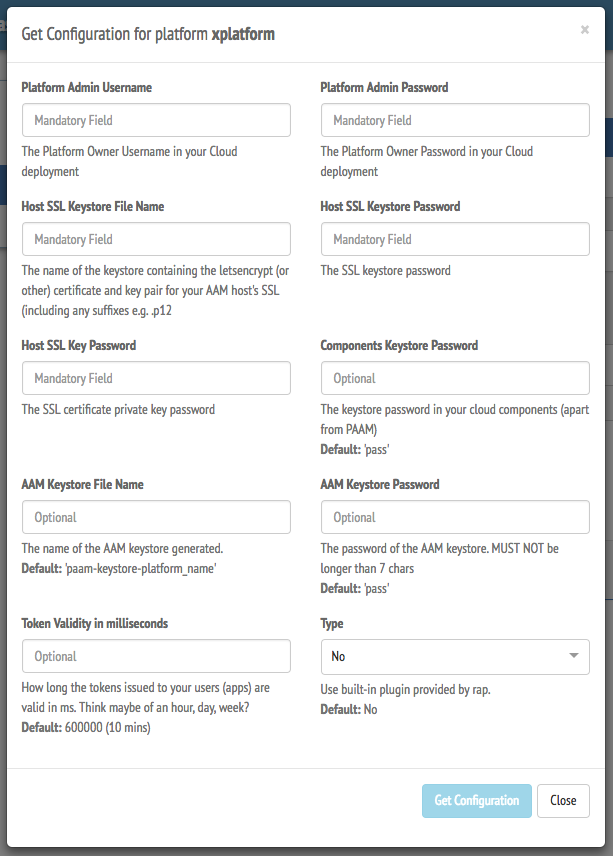 Get Configuration for platform xplatform
×
Platform Admin Username
Platform Admin Password
Mandatory Field
Mandatory Field
The Platform Owner Username in your Cloud
deployment
The Platform Owner Password in your Cloud
deployment
Host SSL Keystore File Name
Host SSL Keystore Password
Mandatory Field
Mandatory Field
The name of the keystore containing the letsencrypt (or
other) certificate and key pair for your AAM host's SSL
(including any suffixes e.g. .p12
The SSL keystore password
Host SSL Key Password
Components Keystore Password
Mandatory Field
Optional
The SSL certificate private key password
The keystore password in your cloud components (apart
from PAAM)
Default: 'pass'
AAM Keystore File Name
AAM Keystore Password
Optional
Optional
The name of the AAM keystore generated.
Default: 'paam-keystore-platform_name'
The password of the AAM keystore. MUST NOT be
longer than 7 chars
Default: 'pass'
Token Validity in milliseconds
Type
Optional
No
How long the tokens issued to your users (apps) are
valid in ms. Think maybe of an hour, day, week?
Default: 600000 (10 mins)
Use built-in plugin provided by rap.
Default: No
Get Configuration
Close